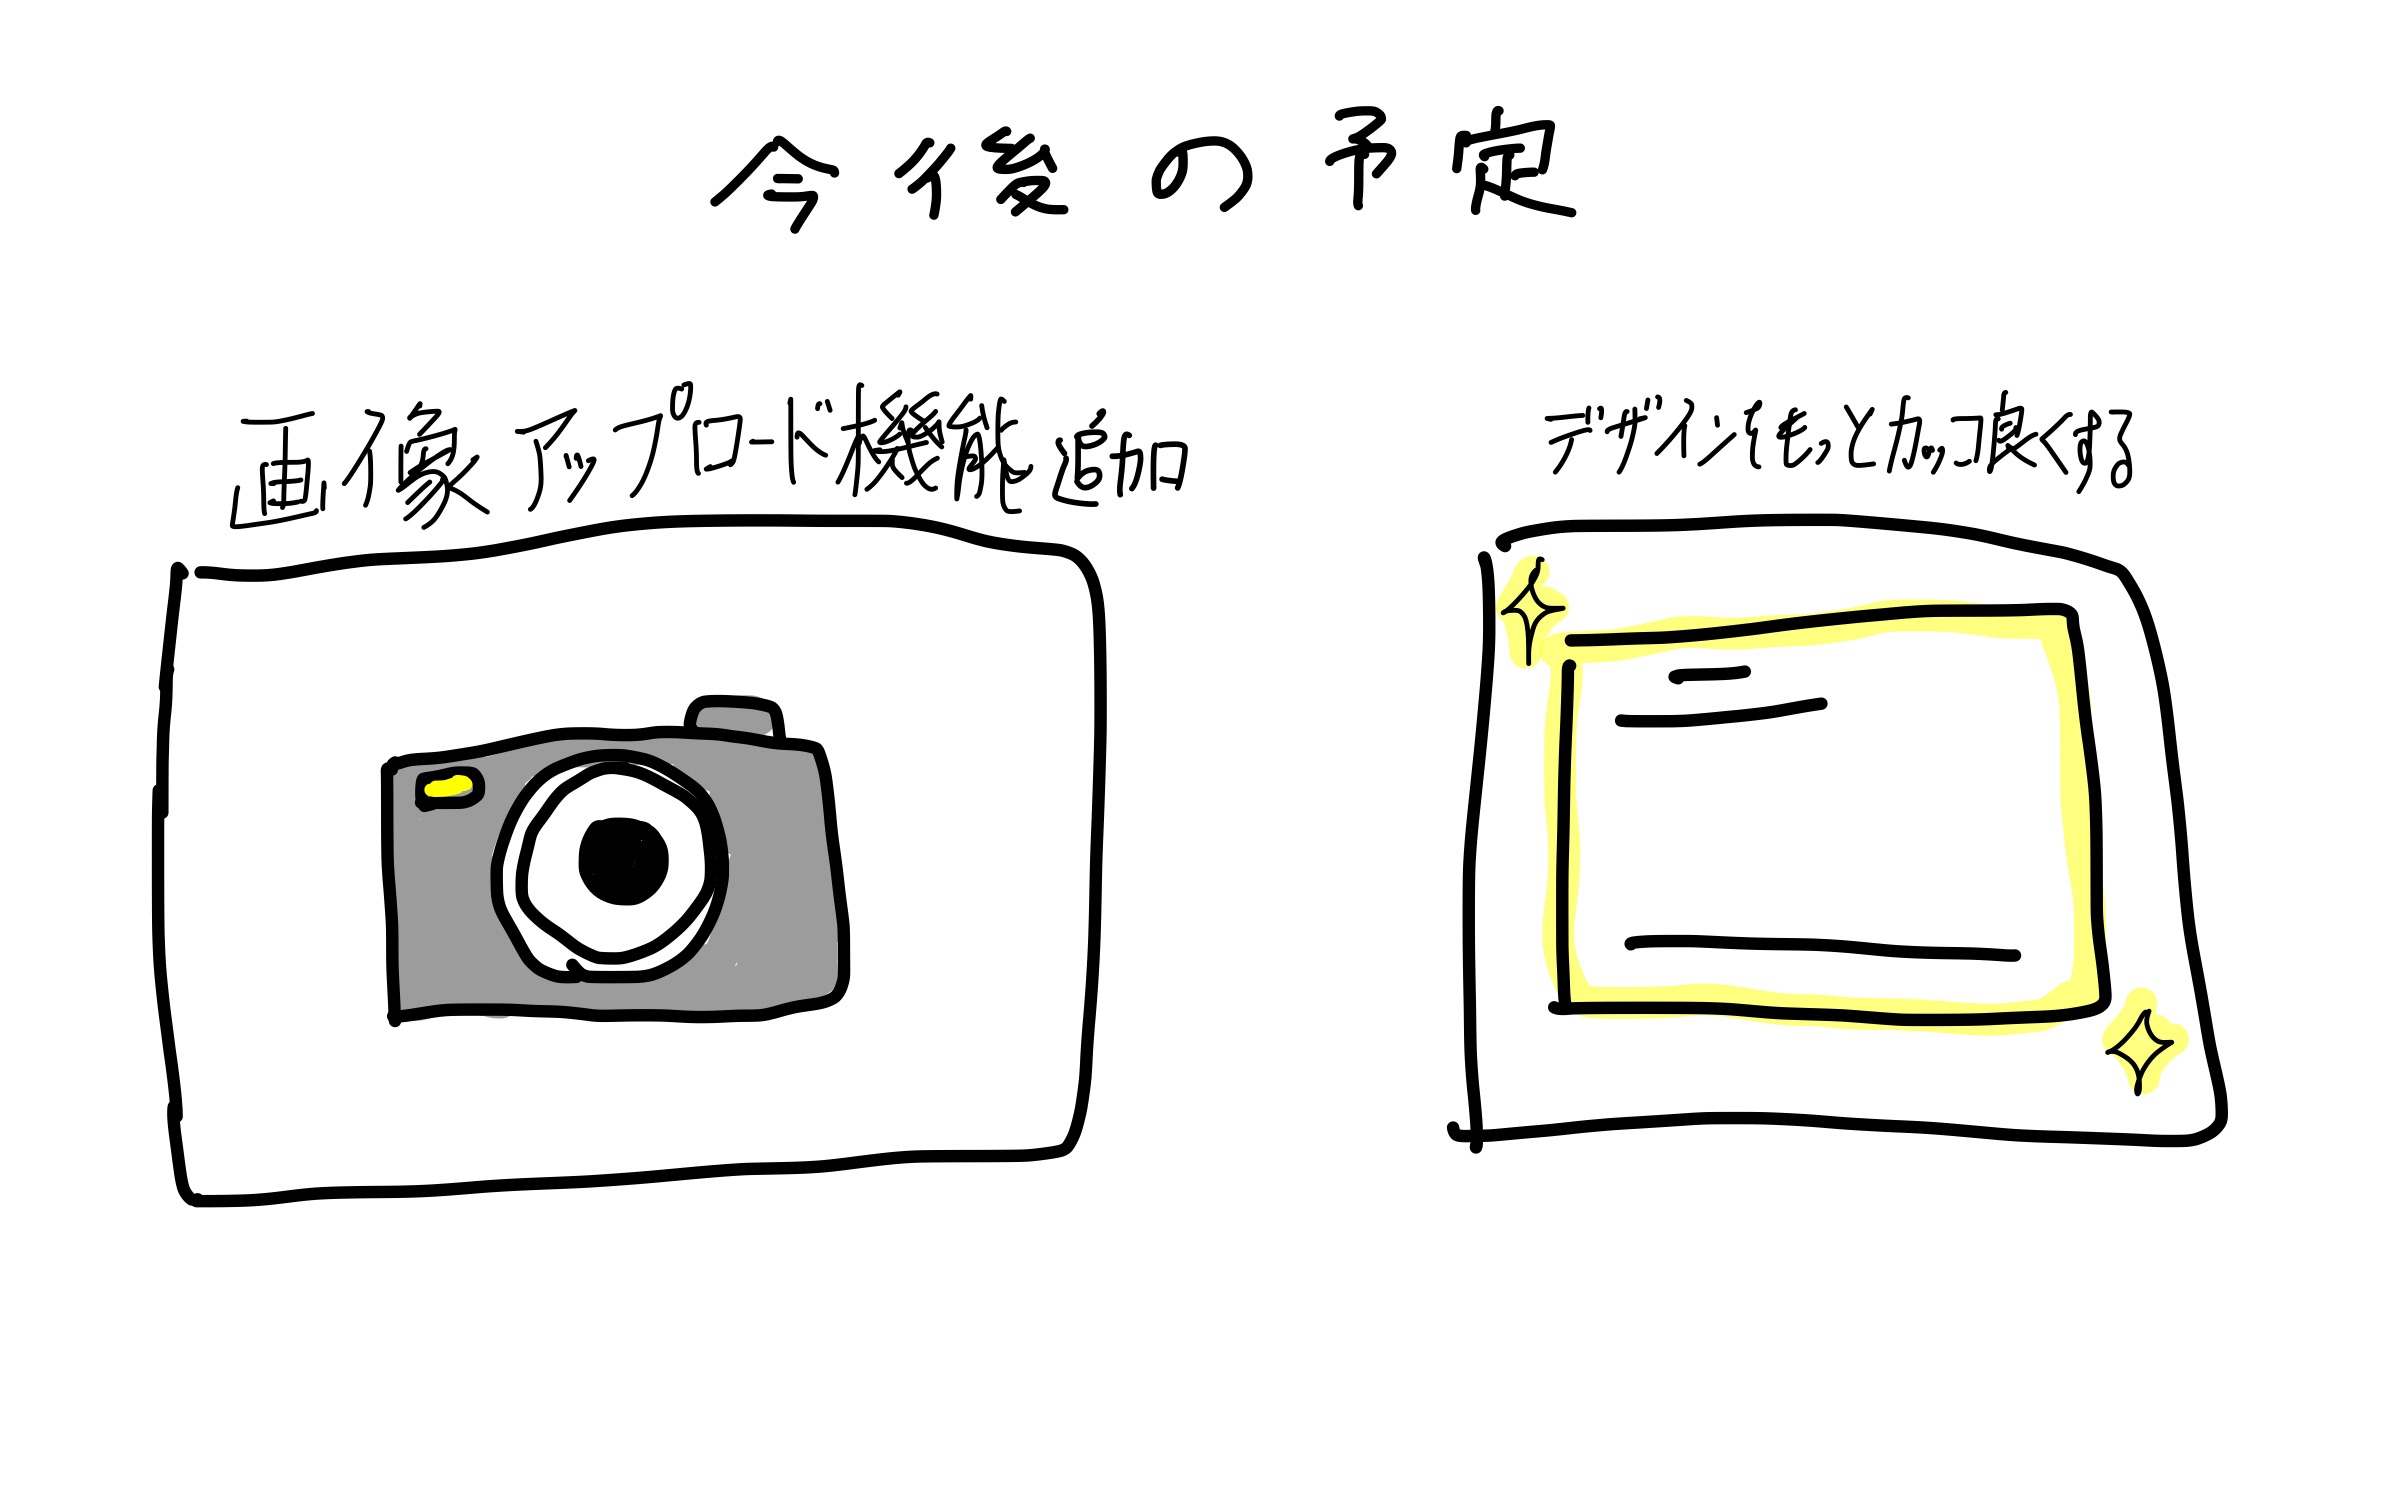 今後の予定
画像アップロード機能追加
デザインをもっとカッコ良くする